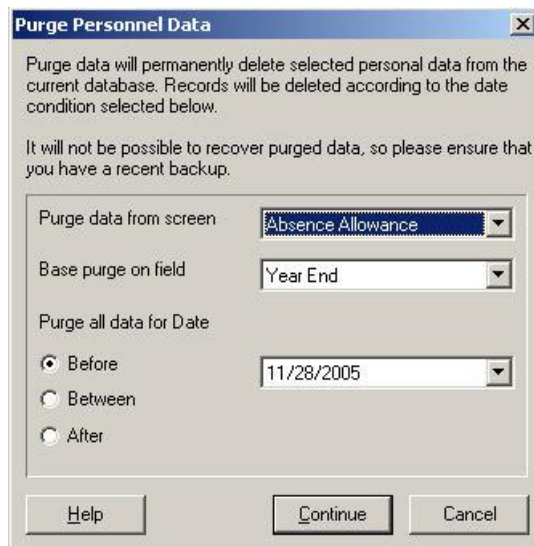 Purge Personnel Data
Purge data will permanently delete selected personal data from the
current database. Records will be deleted according to the date
condition selected below.
It will not be possible to recover purged data, so please ensure that
you have a recent backup.
Purge data from screen
Absence Allowance
Base purge on field
Year End
Purge all data for Date
Before
11/28/2005
Between
After
Help
Continue
Cancel